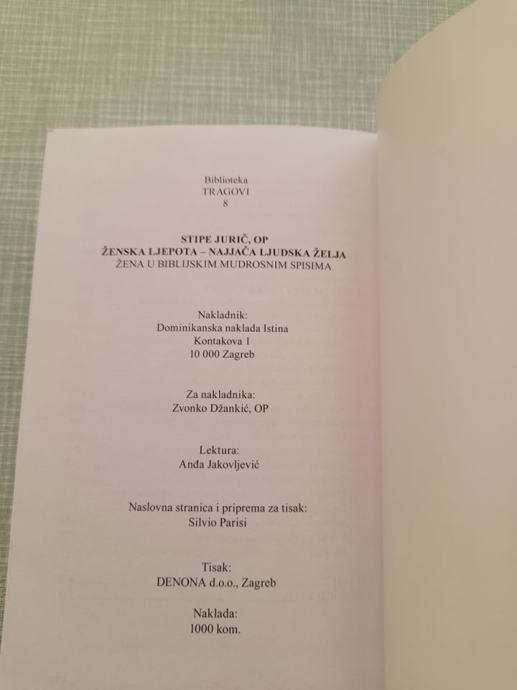 Biblioteka
TRAGOVI
8
STIPE JURIČ, OP
ŽENSKA LJEPOTA – NAJJAČA LJUDSKA ŽELJA
ŽENA U BIBLIJSKIM MUDROSNIM SPISIMA
Nakladnik:
Dominikanska naklada Istina
Kontakova 1
10 000 Zagreb
Za nakladnika:
Zvonko Džankić, OP
Lektura:
Anđa Jakovljević
Naslovna stranica i priprema za tisak:
Silvio Parisi
Tisak:
DENONA d.o.o., Zagreb
Naklada:
1000 kom.